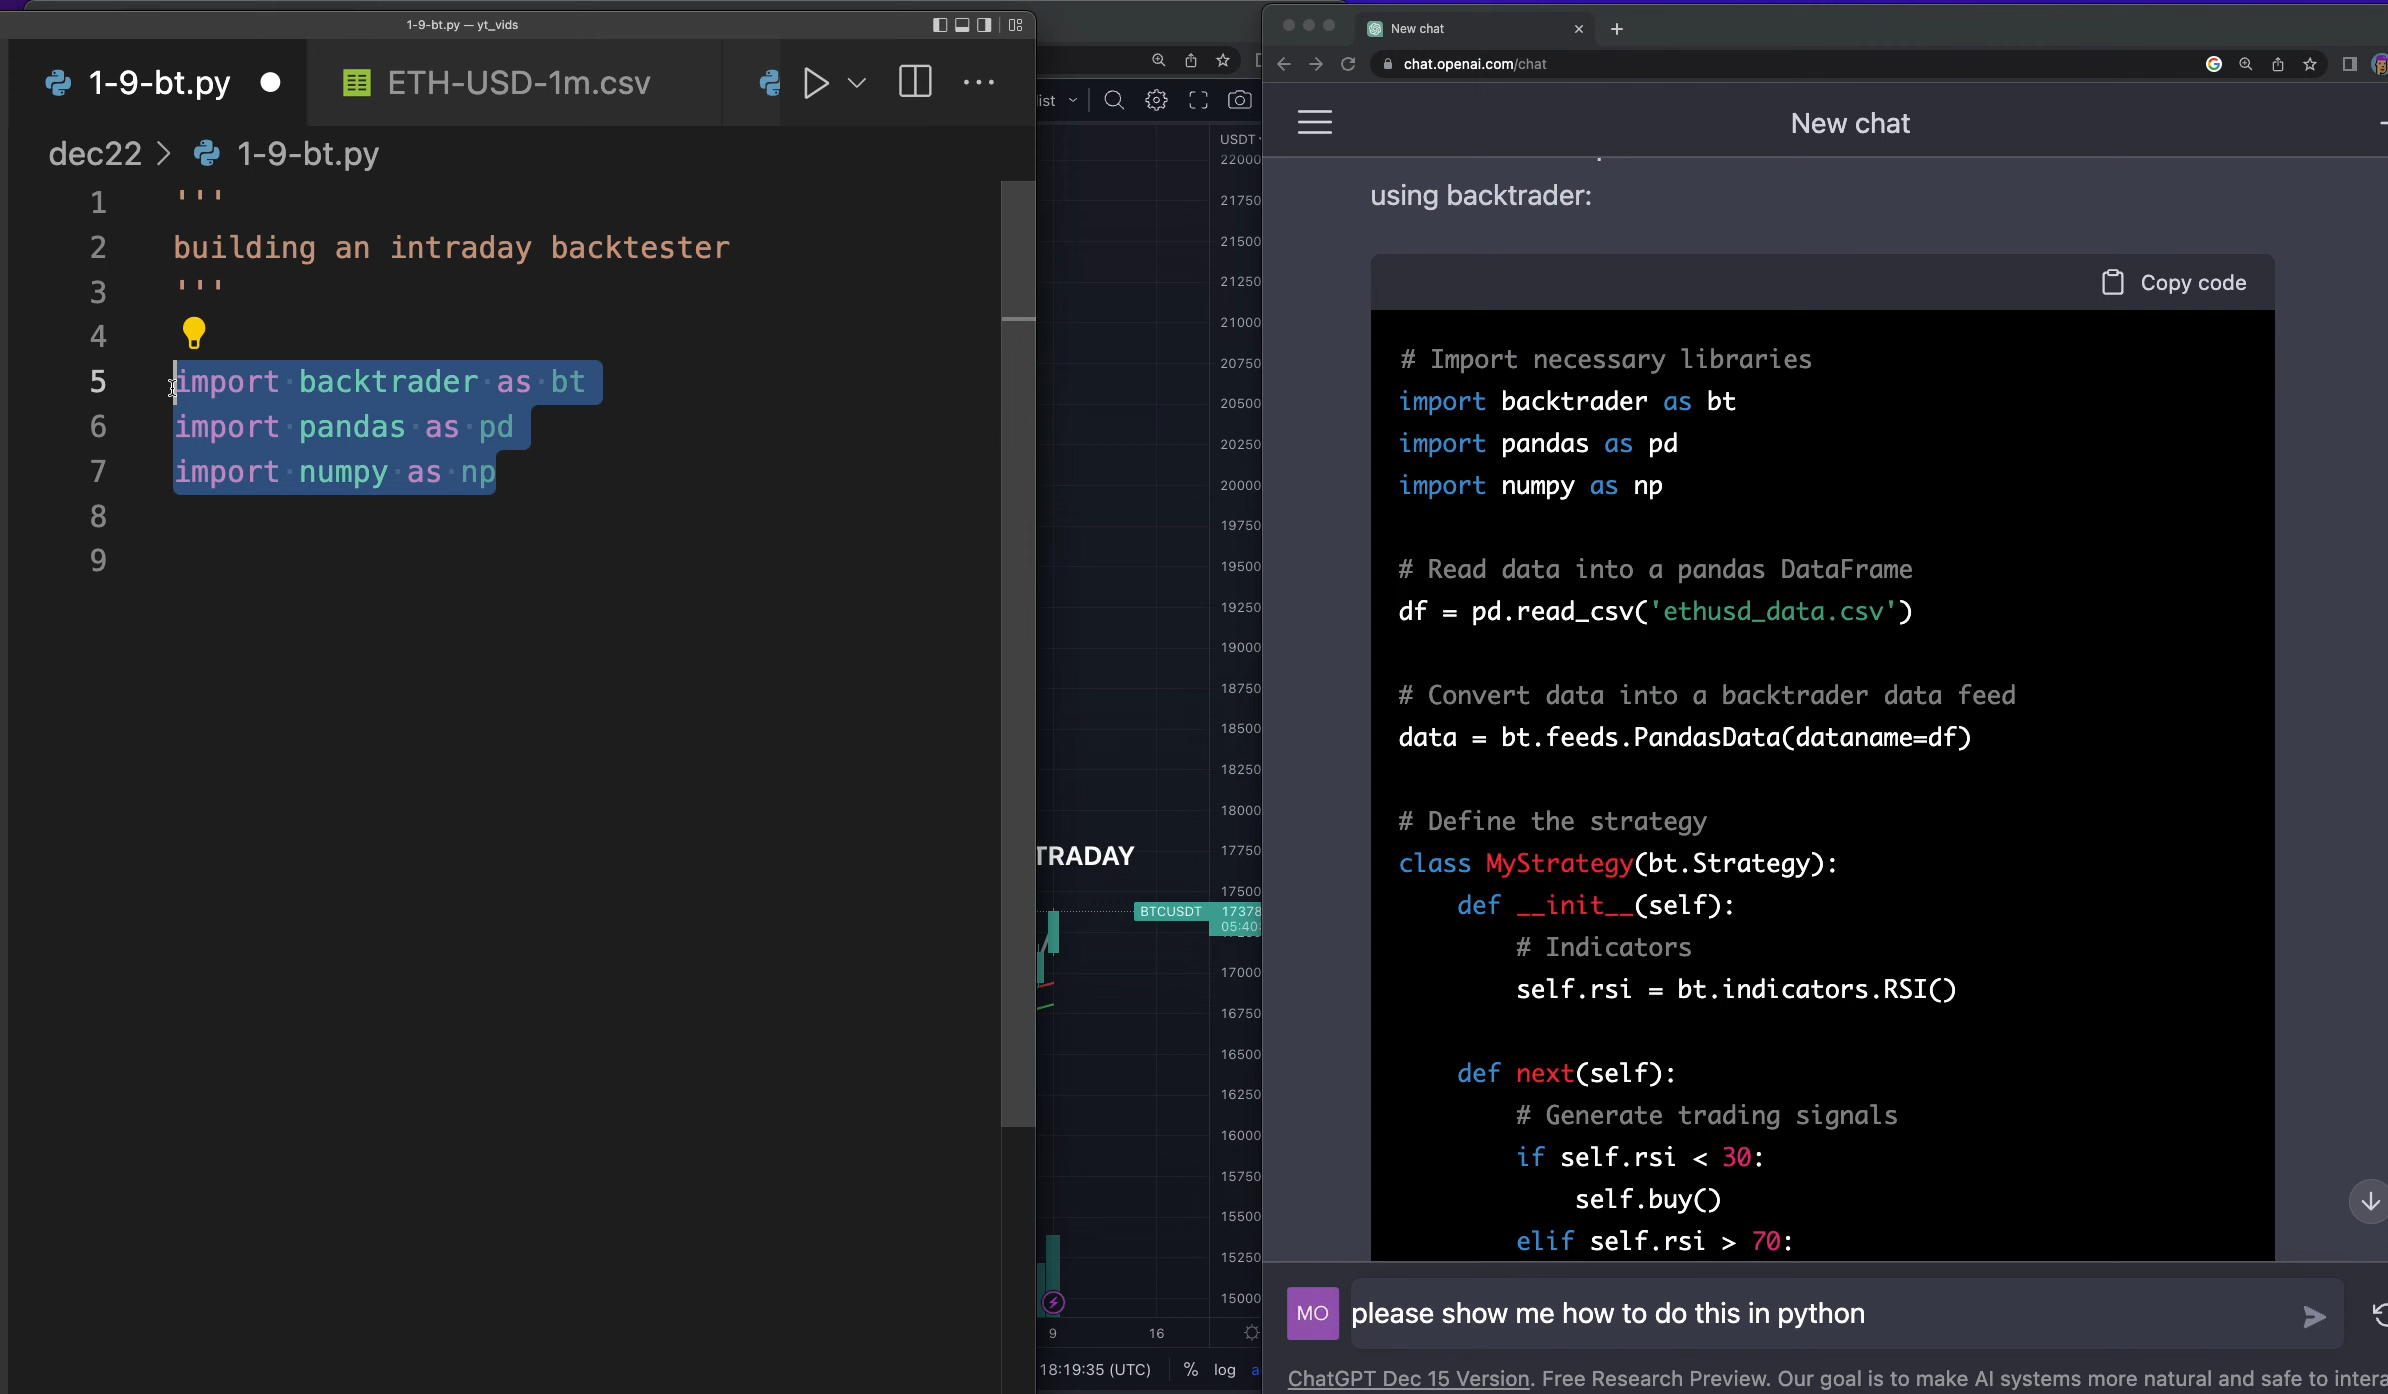 1-9-bt.py — yt_vids
1-9-bt.py
ETH-USD-1m.csv
dec22 > 1-9-bt.py
1 '''
2 building an intraday backtester
3 '''
4
5 import backtrader as bt
6 import pandas as pd
7 import numpy as np
8
9
ist
USDT
22000
21750
21500
21250
21000
20750
20500
20250
20000
19750
19500
19250
19000
18750
18500
18250
18000
17750
17500
TRADAY
BTCUSDT 17378
05:40
17000
16750
16500
16250
16000
15750
15500
15250
15000
9 16
18:19:35 (UTC) % log a
New chat
chat.openai.com/chat
New chat
using backtrader:
Copy code
# Import necessary libraries
import backtrader as bt
import pandas as pd
import numpy as np
# Read data into a pandas DataFrame
df = pd.read_csv('ethusd_data.csv')
# Convert data into a backtrader data feed
data = bt.feeds.PandasData(dataname=df)
# Define the strategy
class MyStrategy(bt.Strategy):
def __init__(self):
# Indicators
self.rsi = bt.indicators.RSI()
def next(self):
# Generate trading signals
if self.rsi < 30:
self.buy()
elif self.rsi > 70:
MO
please show me how to do this in python
ChatGPT Dec 15 Version. Free Research Preview. Our goal is to make AI systems more natural and safe to intera